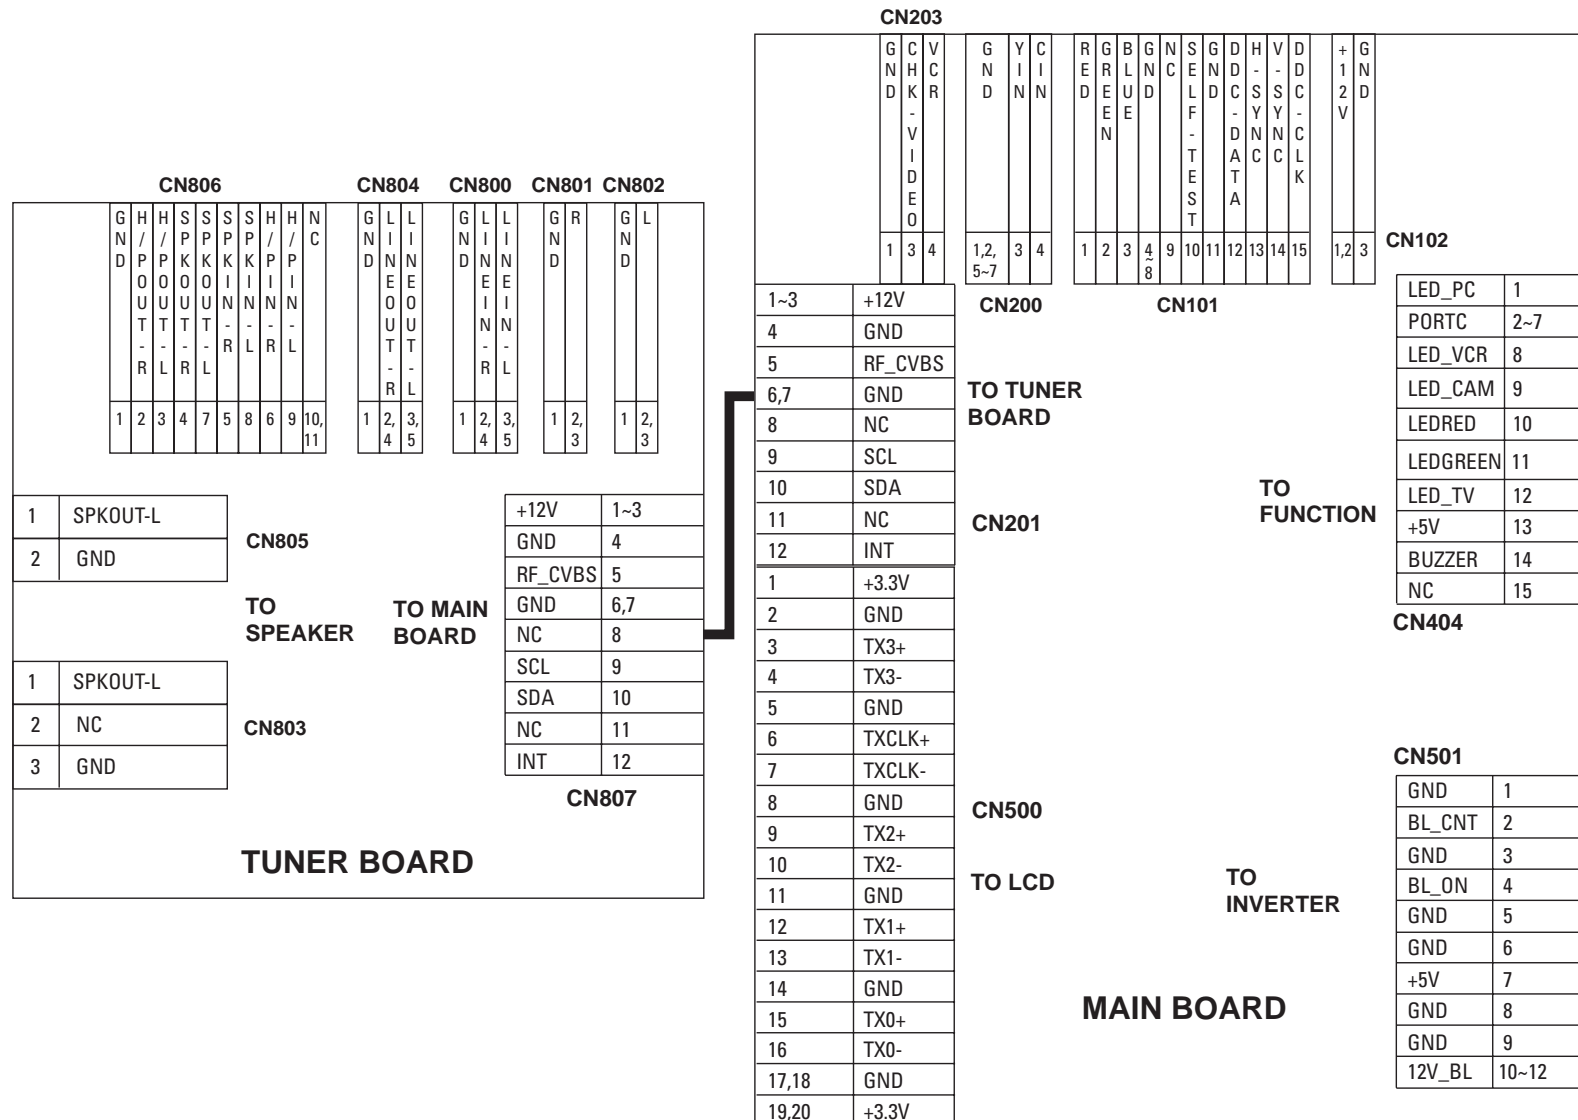 CN203
GND CHK-VIDEO VCR GND YIN CIN RED GREEN BLUE GND NC SELF-TEST GND DDC-DATA H-SYNC V-SYNC DDC-CLK +12V GND
1 3 4 1,2, 5~7 3 4 1 2 3 4~8 9 10 11 12 13 14 15 1,2 3
CN200
CN101
CN102
CN806 CN804 CN800 CN801 CN802
GND H/POUT-R H/POUT-L SPKOUT-R SPKOUT-L SPKIN-R SPKIN-L H/PIN-R H/PIN-L NC
1 2 3 4 7 5 8 6 9 10, 11
GND LINEOUT-R LINEOUT-L
1 2, 4 3, 5
GND LINEIN-R LINEIN-L
1 2, 4 3, 5
GND R
1 2, 3
GND L
1 2, 3
1 SPKOUT-L
2 GND
CN805
TO
SPEAKER
1 SPKOUT-L
2 NC
3 GND
CN803
TO MAIN
BOARD
+12V 1~3
GND 4
RF_CVBS 5
GND 6,7
NC 8
SCL 9
SDA 10
NC 11
INT 12
CN807
TUNER BOARD
1~3 +12V
4 GND
5 RF_CVBS
6,7 GND
8 NC
9 SCL
10 SDA
11 NC
12 INT
TO TUNER
BOARD
CN201
1 +3.3V
2 GND
3 TX3+
4 TX3-
5 GND
6 TXCLK+
7 TXCLK-
8 GND
9 TX2+
10 TX2-
11 GND
12 TX1+
13 TX1-
14 GND
15 TX0+
16 TX0-
17,18 GND
19,20 +3.3V
CN500
TO LCD
LED_PC 1
PORTC 2~7
LED_VCR 8
LED_CAM 9
LEDRED 10
LEDGREEN 11
LED_TV 12
+5V 13
BUZZER 14
NC 15
TO
FUNCTION
CN404
CN501
GND 1
BL_CNT 2
GND 3
BL_ON 4
GND 5
GND 6
+5V 7
GND 8
GND 9
12V_BL 10~12
TO
INVERTER
MAIN BOARD